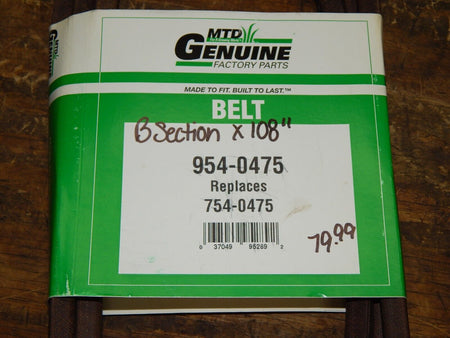 MTD
GENUINE
FACTORY PARTS
MADE TO FIT. BUILT TO LAST.™
BELT
B Section x 108"
954-0475
Replaces
754-0475
0 37049 95269 2
79.99